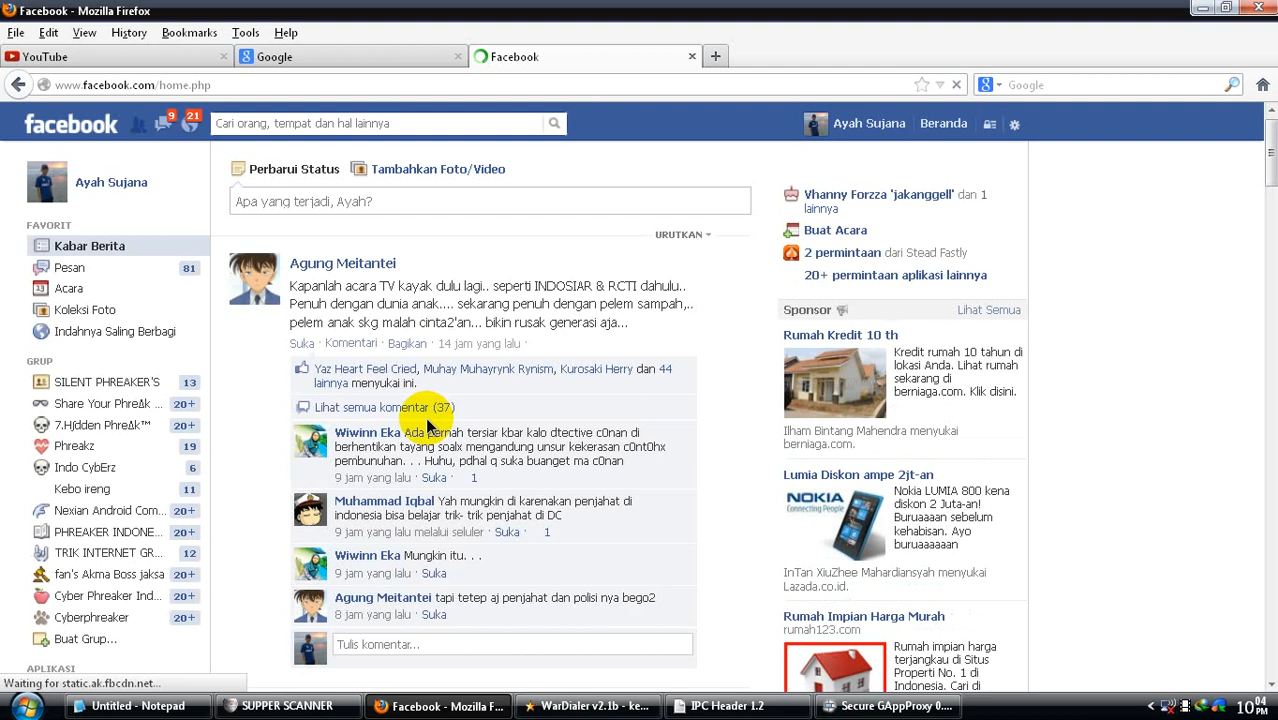 Facebook - Mozilla Firefox
File Edit View History Bookmarks Tools Help
YouTube
Google
Facebook
www.facebook.com/home.php
Google
facebook
9
21
Cari orang, tempat dan hal lainnya
Ayah Sujana
Beranda
Ayah Sujana
FAVORIT
Kabar Berita
Pesan 81
Acara
Koleksi Foto
Indahnya Saling Berbagi
GRUP
SILENT PHREAKER'S 13
Share Your PhreΔk ... 20+
7.Hʃdden PhreΔk™ 20+
Phreakz 20+
Indo CybErz 6
Kebo ireng 11
Nexian Android Com... 20+
PHREAKER INDONE... 20+
TRIK INTERNET GR... 12
fan's Akma Boss jaksa 20+
Cyber Phreaker Ind... 20+
Cyberphreaker 20+
Buat Grup...
APLIKASI
Perbarui Status
Tambahkan Foto/Video
Apa yang terjadi, Ayah?
URUTKAN
Agung Meitantei
Kapanlah acara TV kayak dulu lagi.. seperti INDOSIAR & RCTI dahulu..
Penuh dengan dunia anak.... sekarang penuh dengan pelem sampah,..
pelem anak skg malah cinta2'an... bikin rusak generasi aja...
Suka · Komentari · Bagikan · 14 jam yang lalu ·
Yaz Heart Feel Cried, Muhay Muhayrynk Rynism, Kurosaki Herry dan 44
lainnya menyukai ini.
Lihat semua komentar (37)
Wiwinn Eka Ada pernah tersiar kbar kalo dtective c0nan di
berhentikan tayang soalx mengandung unsur kekerasan c0nt0hx
pembunuhan. . . Huhu, pdhal q suka buanget ma c0nan
9 jam yang lalu · Suka · 1
Muhammad Iqbal Yah mungkin di karenakan penjahat di
indonesia bisa belajar trik- trik penjahat di DC
9 jam yang lalu melalui seluler · Suka · 1
Wiwinn Eka Mungkin itu. . .
9 jam yang lalu · Suka
Agung Meitantei tapi tetep aj penjahat dan polisi nya bego2
8 jam yang lalu · Suka
Tulis komentar...
Vhanny Forzza 'jakanggell' dan 1
lainnya
Buat Acara
2 permintaan dari Stead Fastly
20+ permintaan aplikasi lainnya
Sponsor
Lihat Semua
Rumah Kredit 10 th
Kredit rumah 10 tahun di
lokasi Anda. Lihat
rumah sekarang di
berniaga.com. Klik disini.
Ilham Bintang Mahendra menyukai
berniaga.com.
Lumia Diskon ampe 2jt-an
NOKIA
Nokia LUMIA 800 kena
diskon 2 Juta-an!
Buruaaaan sebelum
kehabisan. Ayo
buruaaaaan
InTan XiuZhee Mahardiansyah menyukai
Lazada.co.id.
Rumah Impian Harga Murah
rumah123.com
Rumah impian harga
terjangkau di Situs
Properti No. 1 di
Indonesia. Cari di
Waiting for static.ak.fbcdn.net...
Untitled - Notepad
SUPPER SCANNER
Facebook - Mozilla F...
WarDialer v2.1b - ke...
IPC Header 1.2
Secure GAppProxy 0....
10:04 PM